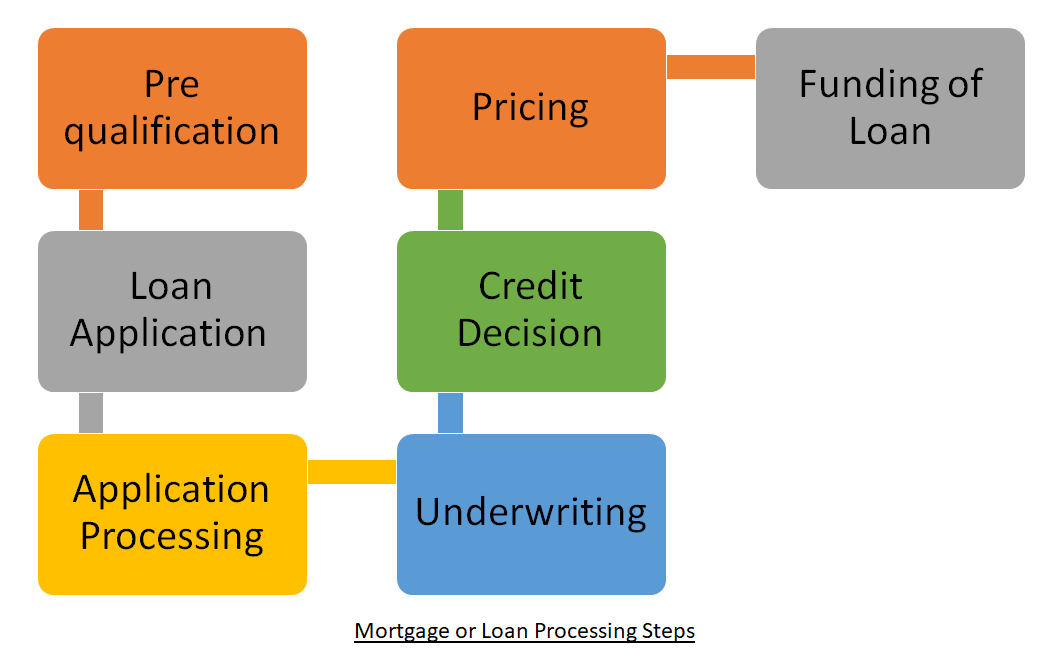 Pre
qualification
Loan
Application
Application
Processing
Underwriting
Credit
Decision
Pricing
Funding of
Loan
Mortgage or Loan Processing Steps